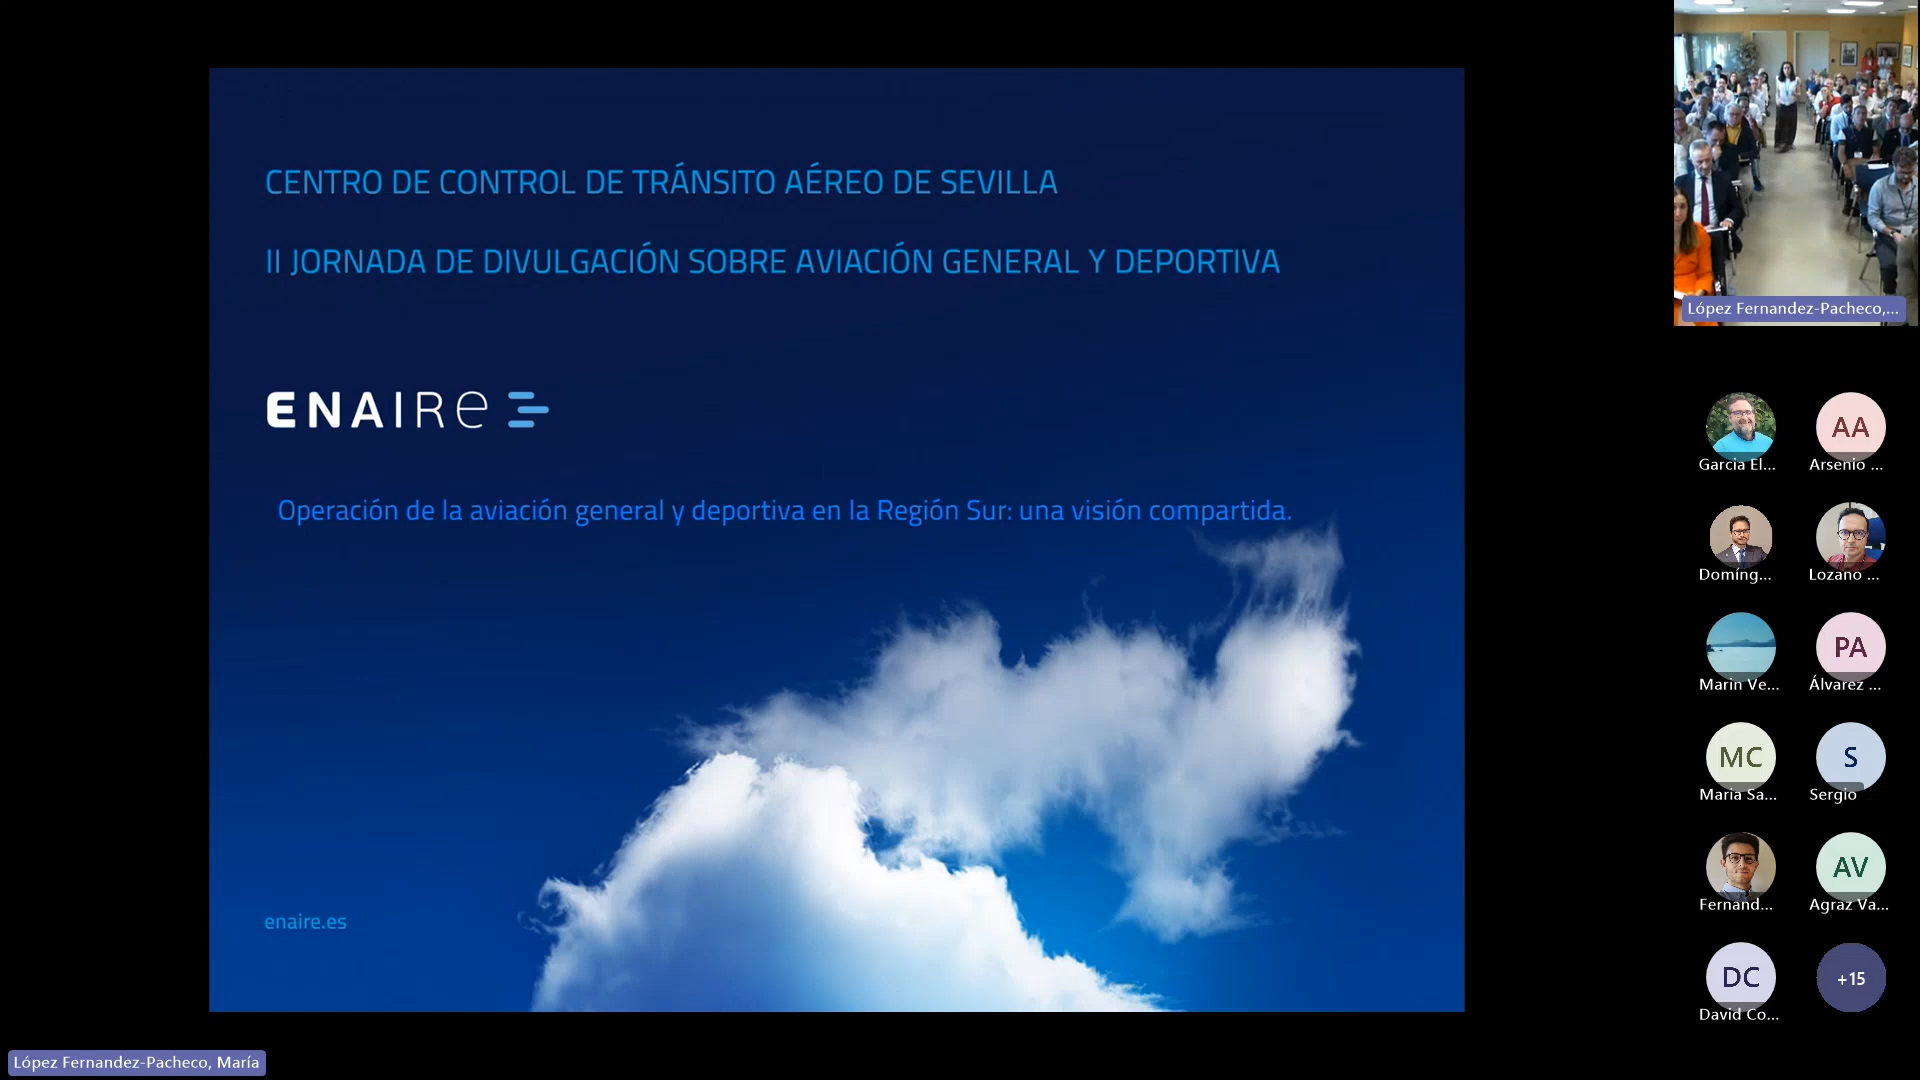 CENTRO DE CONTROL DE TRÁNSITO AÉREO DE SEVILLA
II JORNADA DE DIVULGACIÓN SOBRE AVIACIÓN GENERAL Y DEPORTIVA
ENAIRe
Operación de la aviación general y deportiva en la Región Sur: una visión compartida.
enaire.es
López Fernandez-Pacheco, María
López Fernandez-Pacheco,...
Garcia El...
AA
Arsenio ...
Domíng...
Lozano ...
Marin Ve...
PA
Álvarez ...
MC
Maria Sa...
S
Sergio
Fernand...
AV
Agraz Va...
DC
David Co...
+15